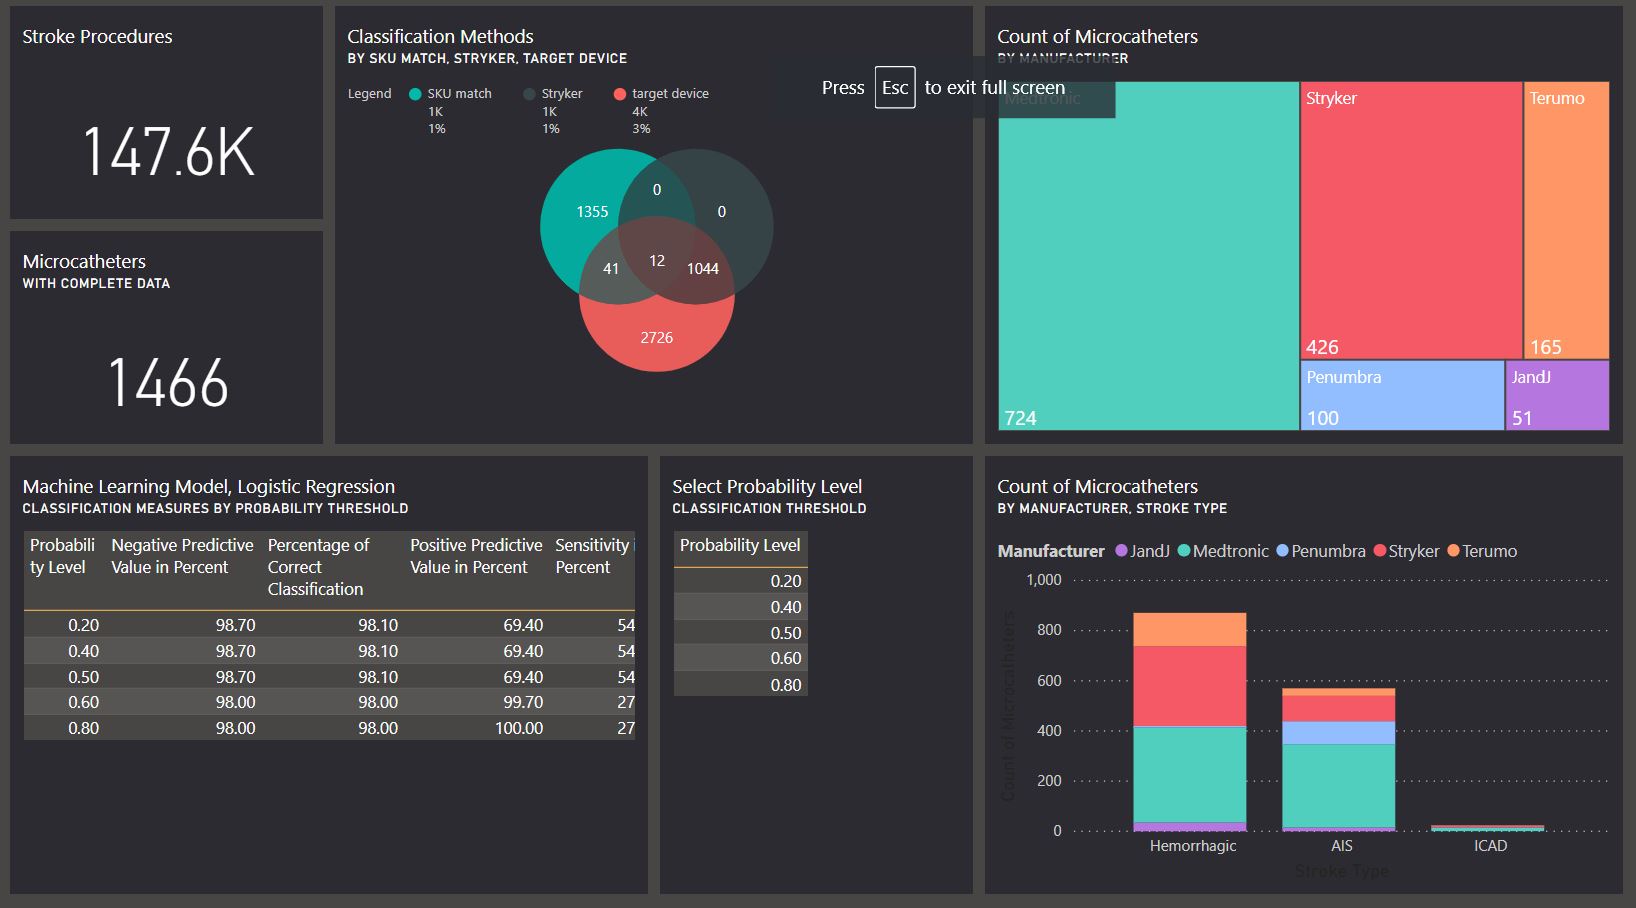 Stroke Procedures
147.6K
Microcatheters
WITH COMPLETE DATA
1466
Classification Methods
BY SKU MATCH, STRYKER, TARGET DEVICE
Legend SKU match Stryker target device
1K 1K 4K
1% 1% 3%
0
1355 0
41 12 1044
2726
Press Esc to exit full screen
Count of Microcatheters
BY MANUFACTURER
Medtronic Stryker Terumo
426 165
Penumbra JandJ
724 100 51
Machine Learning Model, Logistic Regression
CLASSIFICATION MEASURES BY PROBABILITY THRESHOLD
Probabili Negative Predictive Percentage of Positive Predictive Sensitivity i
ty Level Value in Percent Correct Value in Percent Percent
Classification
0.20 98.70 98.10 69.40 54
0.40 98.70 98.10 69.40 54
0.50 98.70 98.10 69.40 54
0.60 98.00 98.00 99.70 27
0.80 98.00 98.00 100.00 27
Select Probability Level
CLASSIFICATION THRESHOLD
Probability Level
0.20
0.40
0.50
0.60
0.80
Count of Microcatheters
BY MANUFACTURER, STROKE TYPE
Manufacturer JandJ Medtronic Penumbra Stryker Terumo
Count of Microcatheters
1,000
800
600
400
200
0
Hemorrhagic AIS ICAD
Stroke Type